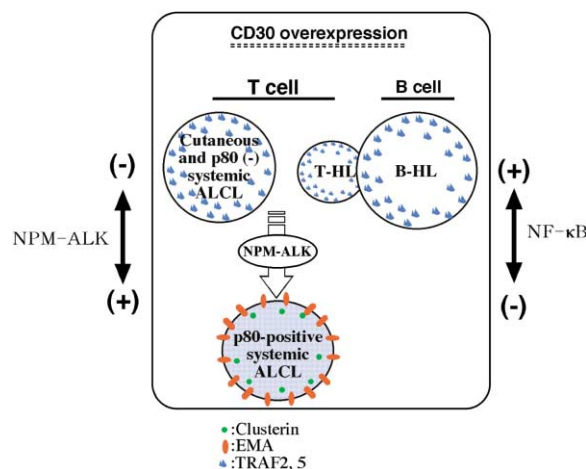 CD30 overexpression
T cell
B cell
Cutaneous
and p80 (-)
systemic
ALCL
T-HL
B-HL
(-)
(+)
NPM-ALK
NF-κB
NPM-ALK
(+)
(-)
p80-positive
systemic
ALCL
:Clusterin
:EMA
:TRAF2, 5